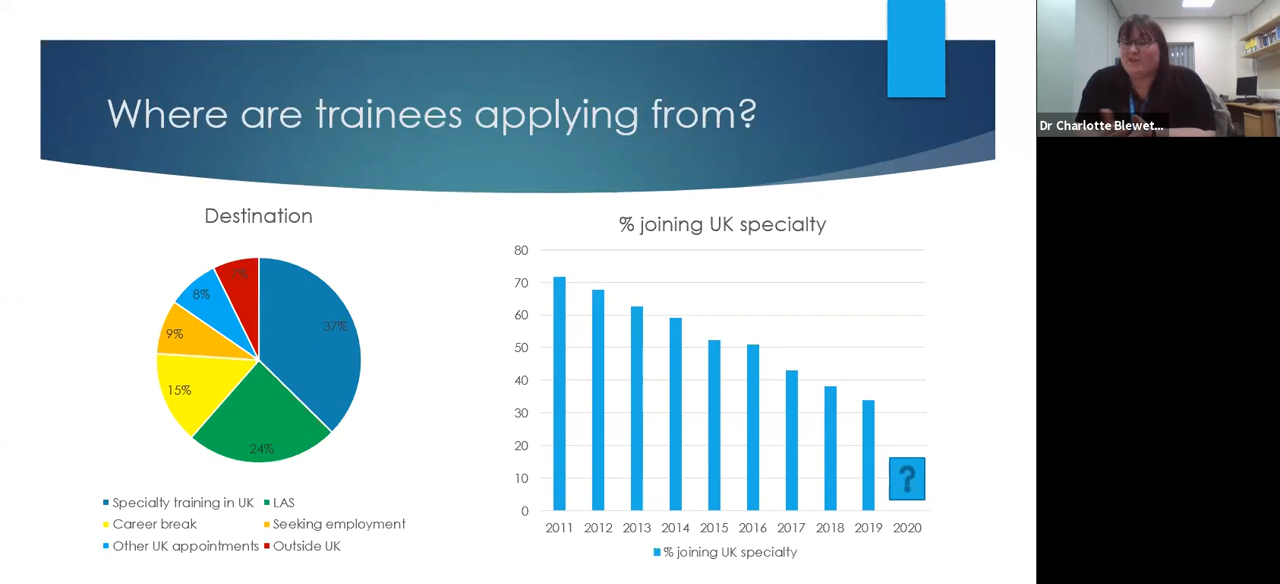 Where are trainees applying from?
Dr Charlotte Blewet...
Destination
37%
24%
15%
9%
8%
7%
Specialty training in UK
LAS
Career break
Seeking employment
Other UK appointments
Outside UK
% joining UK specialty
80
70
60
50
40
30
20
10
0
?
2011 2012 2013 2014 2015 2016 2017 2018 2019 2020
% joining UK specialty